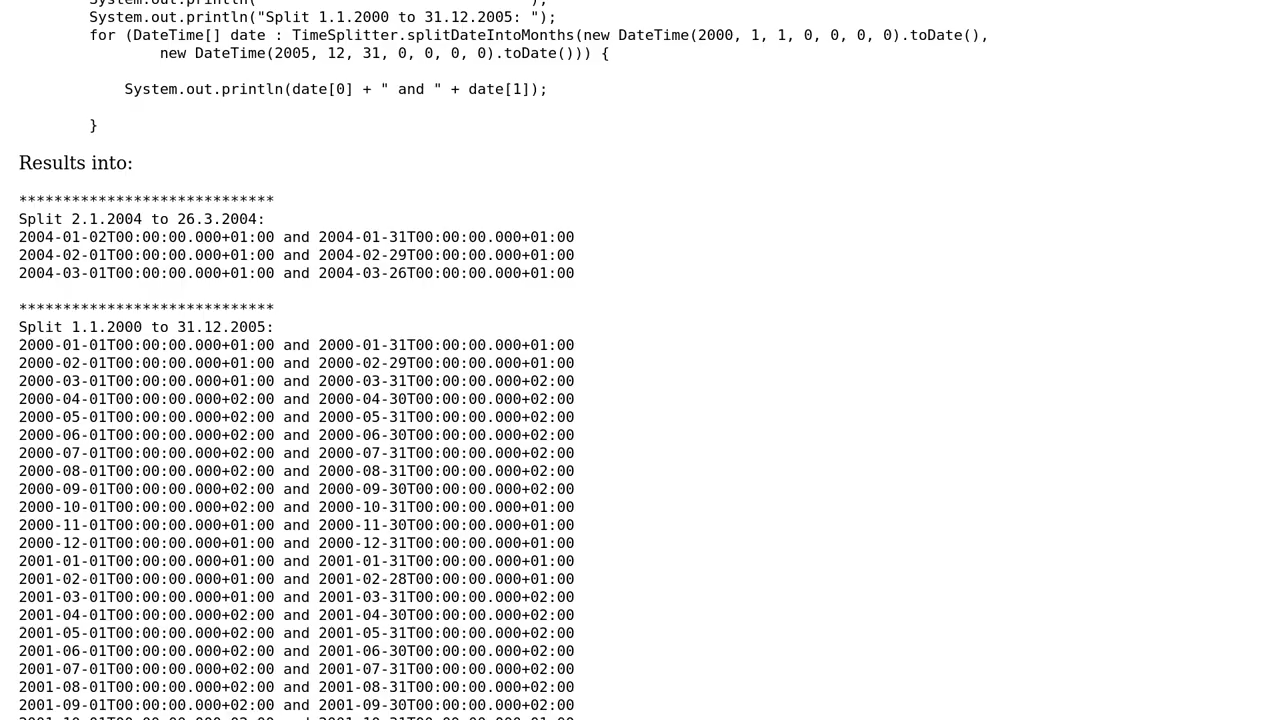 System.out.println("
System.out.println("Split 1.1.2000 to 31.12.2005: ");
for (DateTime[] date : TimeSplitter.splitDateIntoMonths(new DateTime(2000, 1, 1, 0, 0, 0, 0).toDate(),
new DateTime(2005, 12, 31, 0, 0, 0, 0).toDate())) {
System.out.println(date[0] + " and " + date[1]);
}
Results into:
*****************************
Split 2.1.2004 to 26.3.2004:
2004-01-02T00:00:00.000+01:00 and 2004-01-31T00:00:00.000+01:00
2004-02-01T00:00:00.000+01:00 and 2004-02-29T00:00:00.000+01:00
2004-03-01T00:00:00.000+01:00 and 2004-03-26T00:00:00.000+01:00
*****************************
Split 1.1.2000 to 31.12.2005:
2000-01-01T00:00:00.000+01:00 and 2000-01-31T00:00:00.000+01:00
2000-02-01T00:00:00.000+01:00 and 2000-02-29T00:00:00.000+01:00
2000-03-01T00:00:00.000+01:00 and 2000-03-31T00:00:00.000+02:00
2000-04-01T00:00:00.000+02:00 and 2000-04-30T00:00:00.000+02:00
2000-05-01T00:00:00.000+02:00 and 2000-05-31T00:00:00.000+02:00
2000-06-01T00:00:00.000+02:00 and 2000-06-30T00:00:00.000+02:00
2000-07-01T00:00:00.000+02:00 and 2000-07-31T00:00:00.000+02:00
2000-08-01T00:00:00.000+02:00 and 2000-08-31T00:00:00.000+02:00
2000-09-01T00:00:00.000+02:00 and 2000-09-30T00:00:00.000+02:00
2000-10-01T00:00:00.000+02:00 and 2000-10-31T00:00:00.000+01:00
2000-11-01T00:00:00.000+01:00 and 2000-11-30T00:00:00.000+01:00
2000-12-01T00:00:00.000+01:00 and 2000-12-31T00:00:00.000+01:00
2001-01-01T00:00:00.000+01:00 and 2001-01-31T00:00:00.000+01:00
2001-02-01T00:00:00.000+01:00 and 2001-02-28T00:00:00.000+01:00
2001-03-01T00:00:00.000+01:00 and 2001-03-31T00:00:00.000+02:00
2001-04-01T00:00:00.000+02:00 and 2001-04-30T00:00:00.000+02:00
2001-05-01T00:00:00.000+02:00 and 2001-05-31T00:00:00.000+02:00
2001-06-01T00:00:00.000+02:00 and 2001-06-30T00:00:00.000+02:00
2001-07-01T00:00:00.000+02:00 and 2001-07-31T00:00:00.000+02:00
2001-08-01T00:00:00.000+02:00 and 2001-08-31T00:00:00.000+02:00
2001-09-01T00:00:00.000+02:00 and 2001-09-30T00:00:00.000+02:00